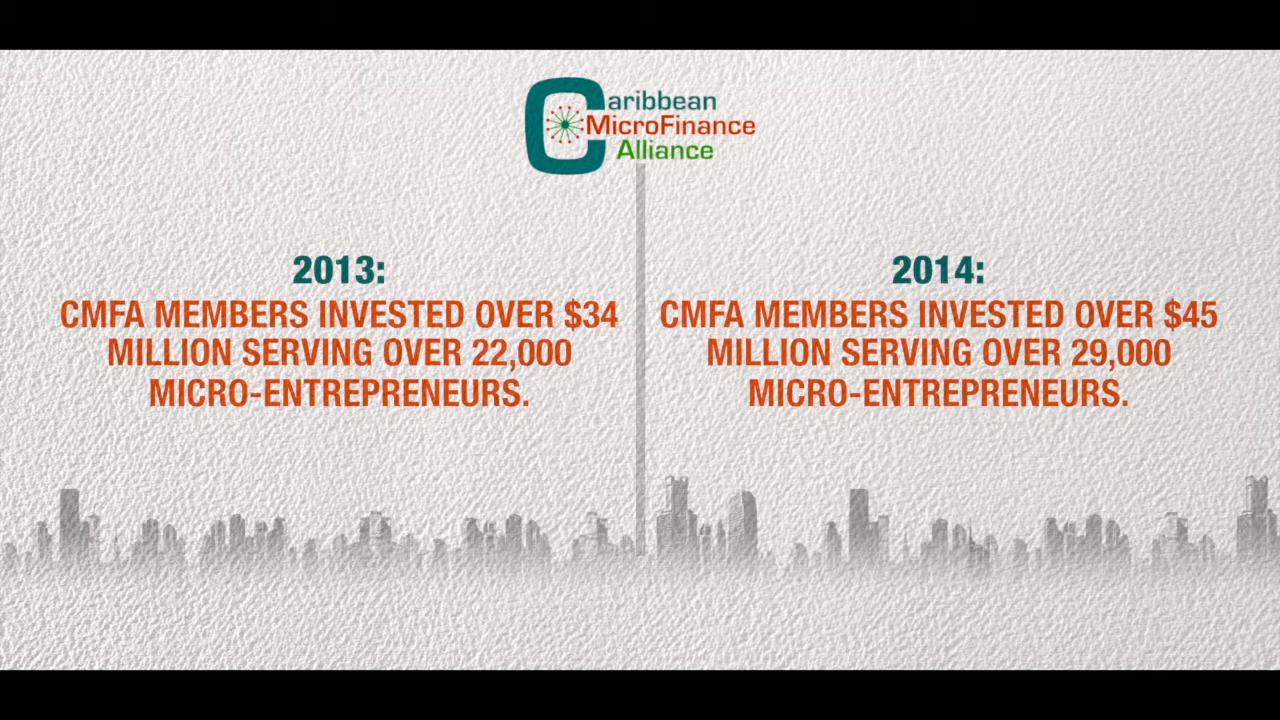 Caribbean
MicroFinance
Alliance
2013:
CMFA MEMBERS INVESTED OVER $34
MILLION SERVING OVER 22,000
MICRO-ENTREPRENEURS.
2014:
CMFA MEMBERS INVESTED OVER $45
MILLION SERVING OVER 29,000
MICRO-ENTREPRENEURS.